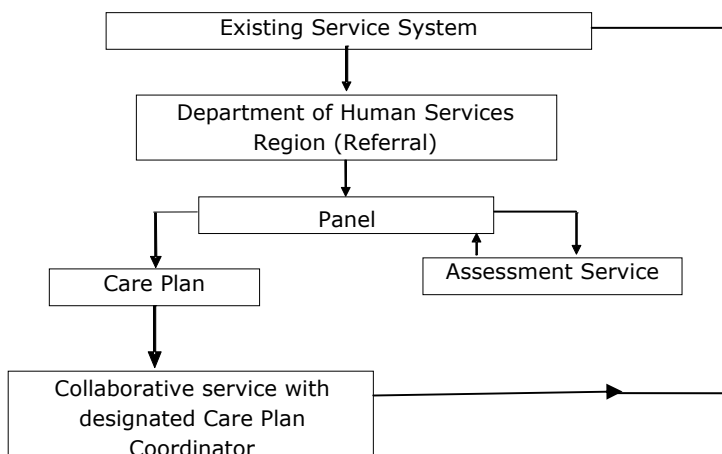 Existing Service System
Department of Human Services
Region (Referral)
Panel
Care Plan
Assessment Service
Collaborative service with
designated Care Plan
Coordinator